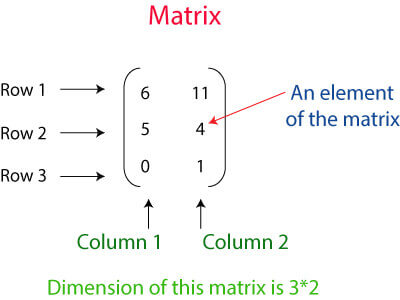 Matrix
Row 1 6 11
Row 2 5 4
Row 3 0 1
An element
of the matrix
Column 1 Column 2
Dimension of this matrix is 3*2